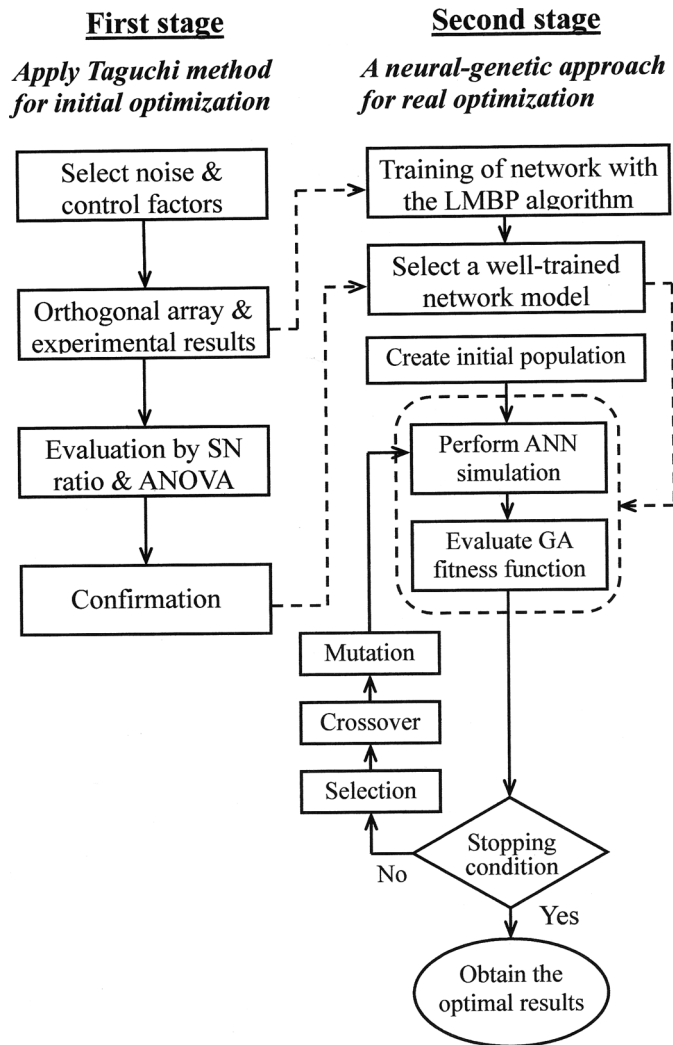 First stage
Apply Taguchi method
for initial optimization
Select noise &
control factors
Orthogonal array &
experimental results
Evaluation by SN
ratio & ANOVA
Confirmation
Second stage
A neural-genetic approach
for real optimization
Training of network with
the LMBP algorithm
Select a well-trained
network model
Create initial population
Perform ANN
simulation
Evaluate GA
fitness function
Mutation
Crossover
Selection
Stopping
condition
No
Yes
Obtain the
optimal results